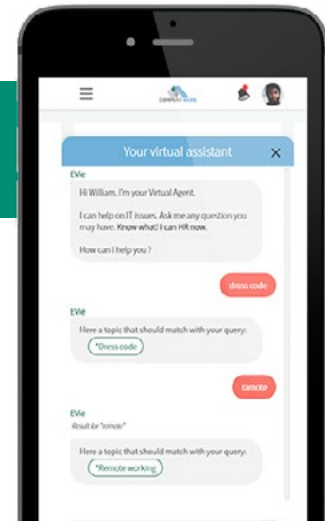 COMPANY NAME
Your virtual assistant X
EVie
Hi William, I'm your Virtual Agent.
I can help on IT issues. Ask me any question you
may have. Know what! I can HR now.
How can I help you ?
dress code
EVie
Here a topic that should match with your query:
*Dress code
ramote
EVie
Result for "remote"
Here a topic that should match with your query:
*Remote working